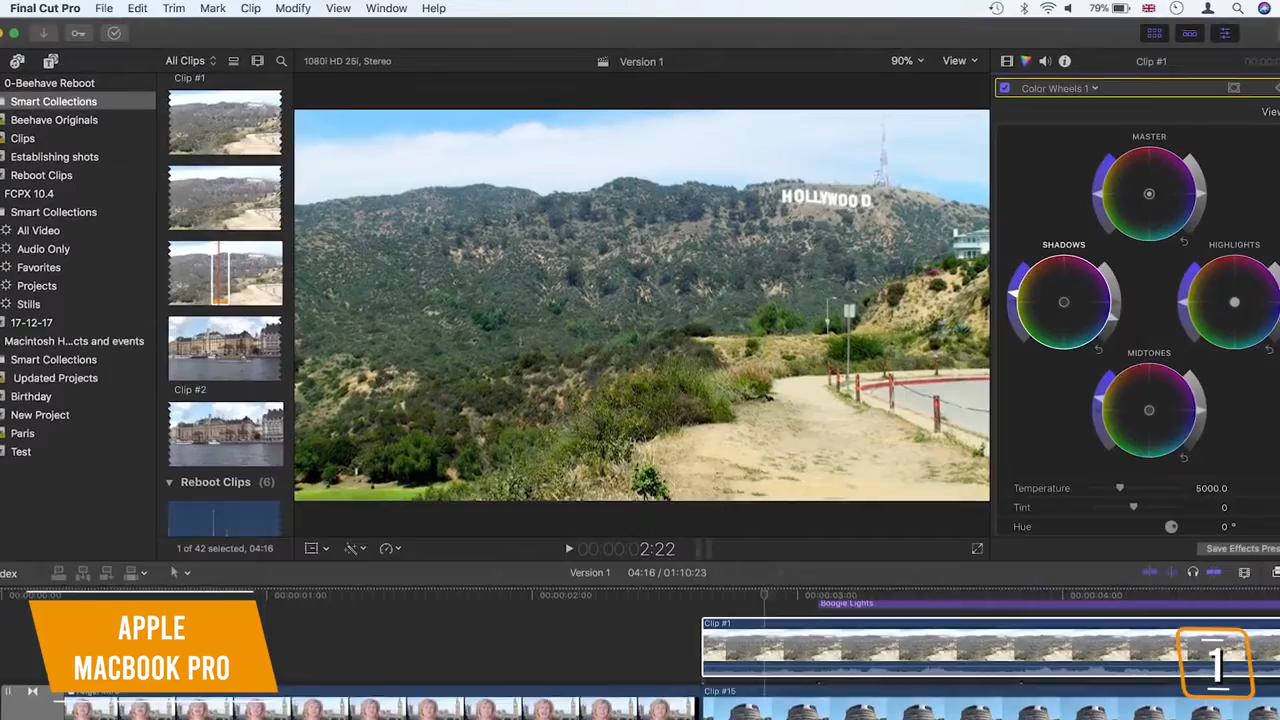 Final Cut Pro File Edit Trim Mark Clip Modify View Window Help 79%
All Clips
1080i HD 25i, Stereo
Version 1
90% View
Clip #1
0-Beehave Reboot
Smart Collections
Beehave Originals
Clips
Establishing shots
Reboot Clips
FCPX 10.4
Smart Collections
All Video
Audio Only
Favorites
Projects
Stills
17-12-17
Macintosh H...cts and events
Smart Collections
Updated Projects
Birthday
New Project
Paris
Test
Clip #1
Clip #2
Reboot Clips (6)
1 of 42 selected, 04:16
HOLLYWOOD
00:00:00:02:22
Color Wheels 1
View
MASTER
SHADOWS
HIGHLIGHTS
MIDTONES
Temperature 5000.0
Tint 0
Hue 0 °
Save Effects Pres
dex
Version 1 04:16 / 01:10:23
00:00:00:00
00:00:01:00
00:00:02:00
00:00:03:00
00:00:04:00
Boogie Lights
Clip #1
Clip #15
APPLE
MACBOOK PRO
1